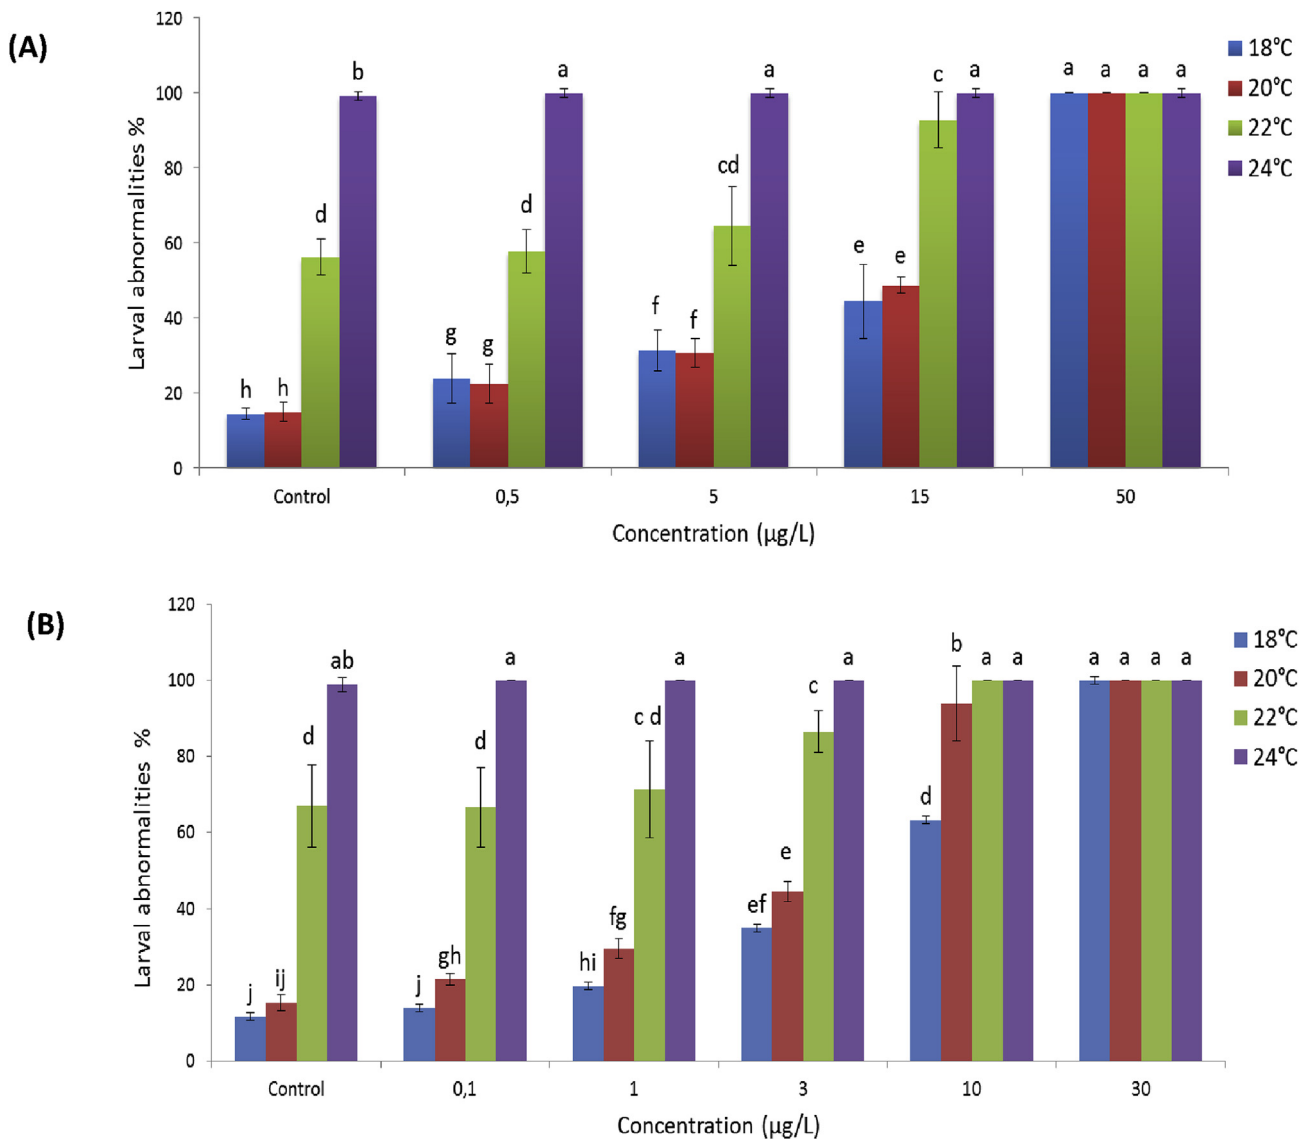 (A)
120
100
80
60
40
20
0
Larval abnormalities %
h h d b
g g d a
f f cd a
e e c a
a a a a
Control 0,5 5 15 50
Concentration (µg/L)
18°C
20°C
22°C
24°C
(B)
120
100
80
60
40
20
0
Larval abnormalities %
j ij d ab
j gh d a
hi fg c d a
ef e c a
d b a a
a a a a
Control 0,1 1 3 10 30
Concentration (µg/L)
18°C
20°C
22°C
24°C